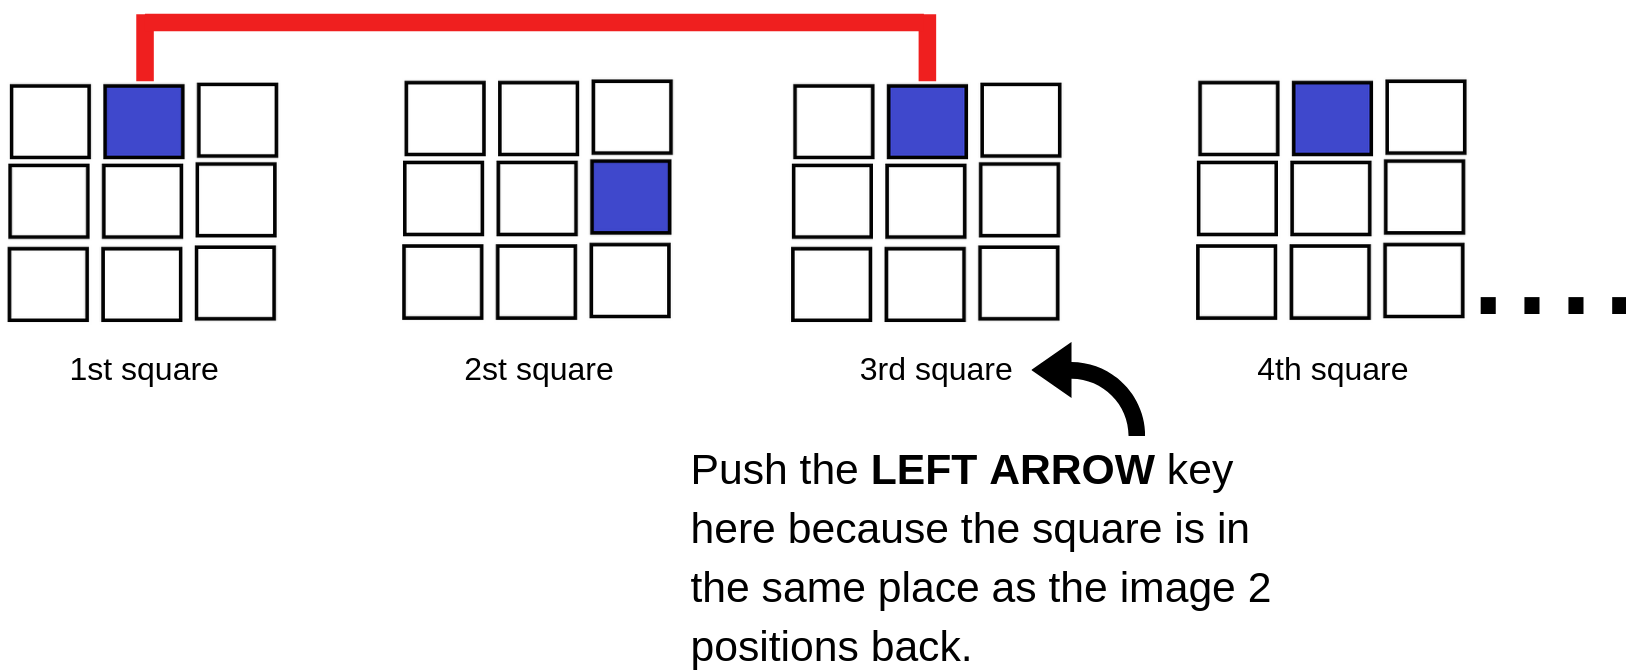 1st square
2st square
3rd square
4th square
Push the LEFT ARROW key
here because the square is in
the same place as the image 2
positions back.